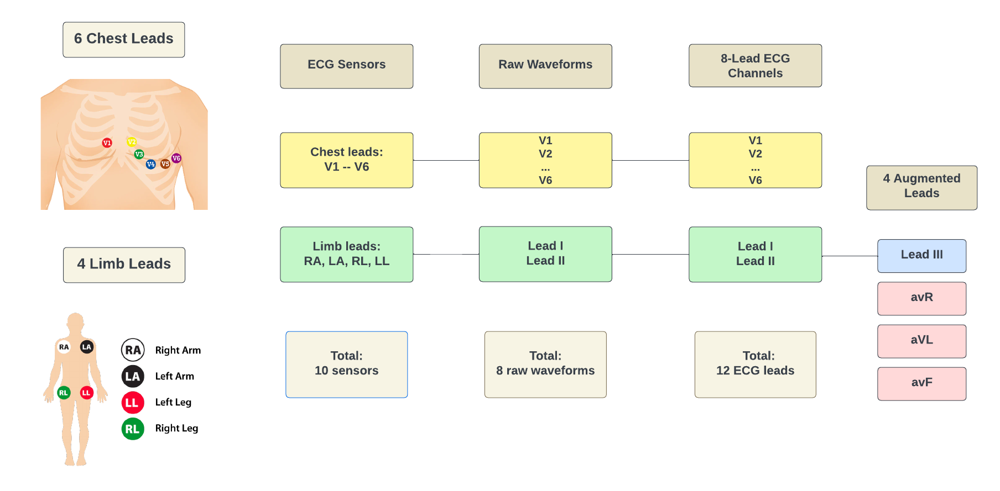 6 Chest Leads
V1
V2
V3
V4
V5
V6
4 Limb Leads
RA
LA
RL
LL
RA Right Arm
LA Left Arm
LL Left Leg
RL Right Leg
ECG Sensors
Chest leads:
V1 -- V6
Limb leads:
RA, LA, RL, LL
Total:
10 sensors
Raw Waveforms
V1
V2
...
V6
Lead I
Lead II
Total:
8 raw waveforms
8-Lead ECG
Channels
V1
V2
...
V6
Lead I
Lead II
Total:
12 ECG leads
4 Augmented
Leads
Lead III
avR
aVL
avF